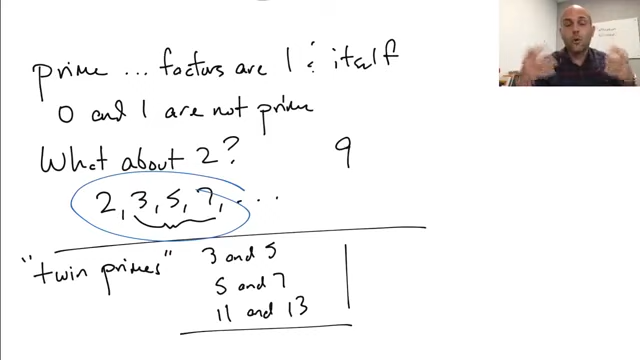 prime ... factors are 1 & itself
0 and 1 are not prime
What about 2? 9
2, 3, 5, 7, ...
"twin primes" 3 and 5
5 and 7
11 and 13